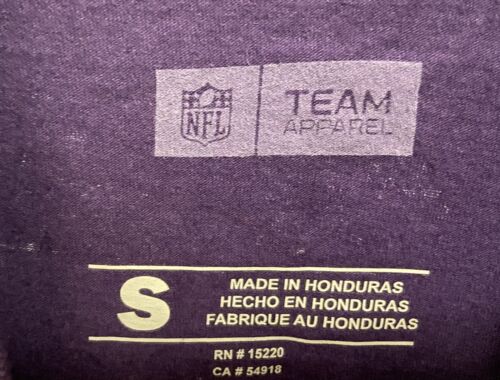 NFL
TEAM
APPAREL
S
MADE IN HONDURAS
HECHO EN HONDURAS
FABRIQUE AU HONDURAS
RN # 15220
CA # 54918